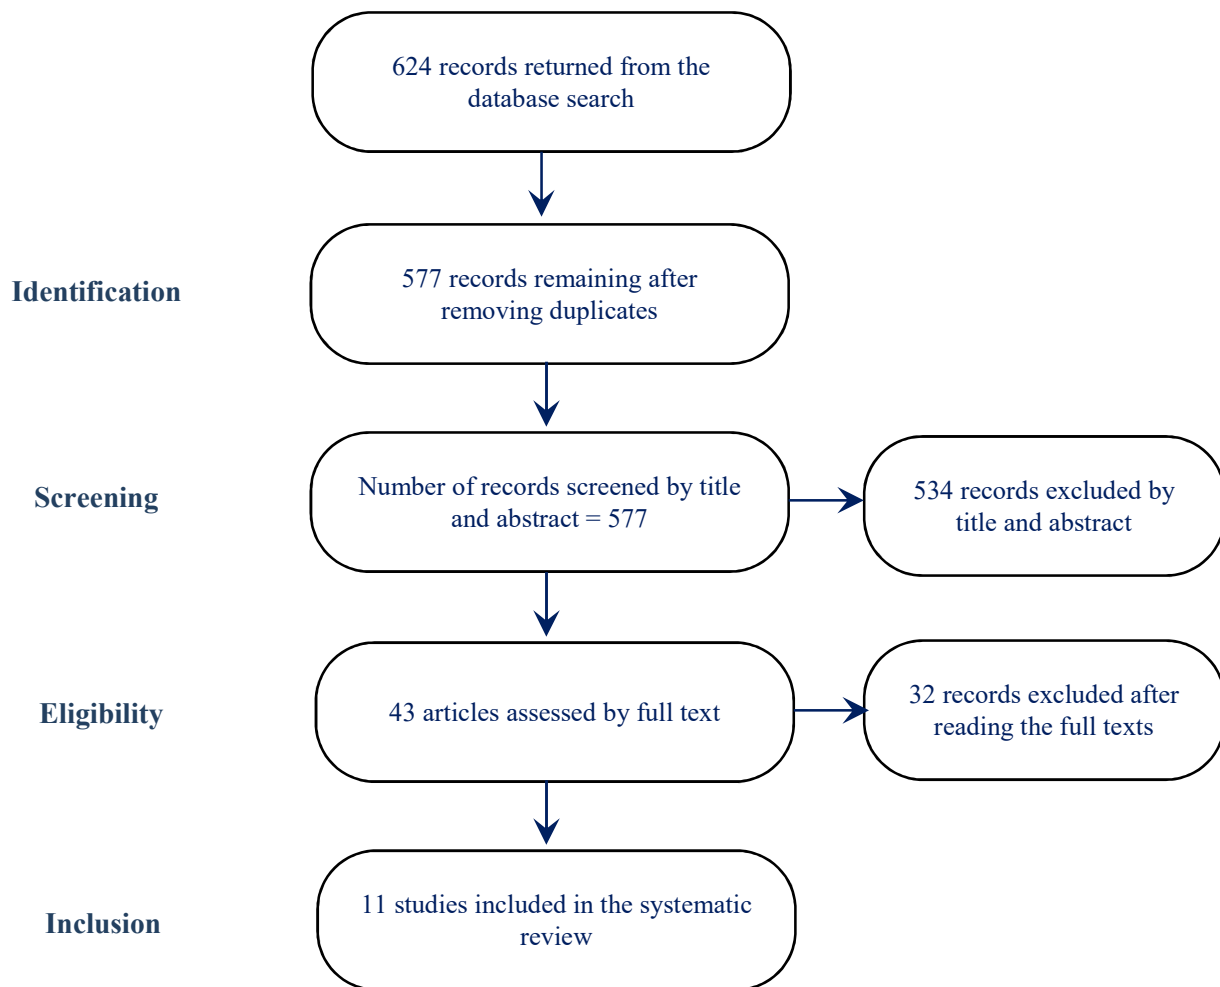 624 records returned from the
database search
Identification
577 records remaining after
removing duplicates
Screening
Number of records screened by title
and abstract = 577
534 records excluded by
title and abstract
Eligibility
43 articles assessed by full text
32 records excluded after
reading the full texts
Inclusion
11 studies included in the systematic
review